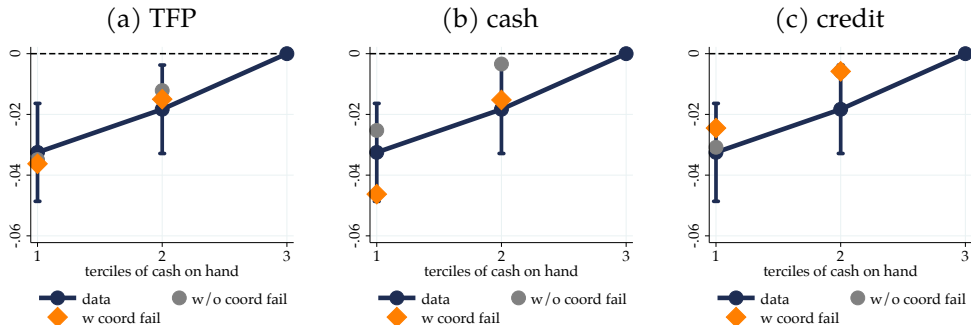 (a) TFP
0
-.02
-.04
-.06
1
2
3
terciles of cash on hand
data
w/o coord fail
w coord fail
(b) cash
0
-.02
-.04
-.06
1
2
3
terciles of cash on hand
data
w/o coord fail
w coord fail
(c) credit
0
-.02
-.04
-.06
1
2
3
terciles of cash on hand
data
w/o coord fail
w coord fail